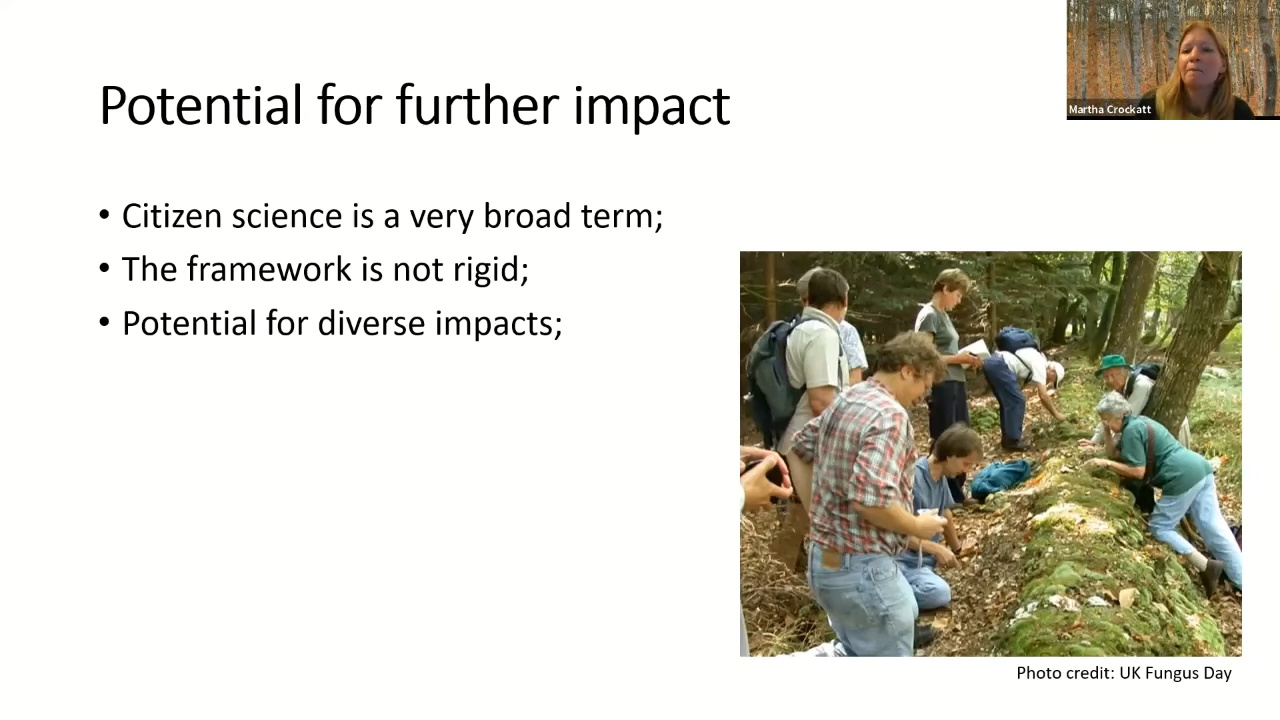 Potential for further impact
Martha Crockatt
• Citizen science is a very broad term;
• The framework is not rigid;
• Potential for diverse impacts;
Photo credit: UK Fungus Day